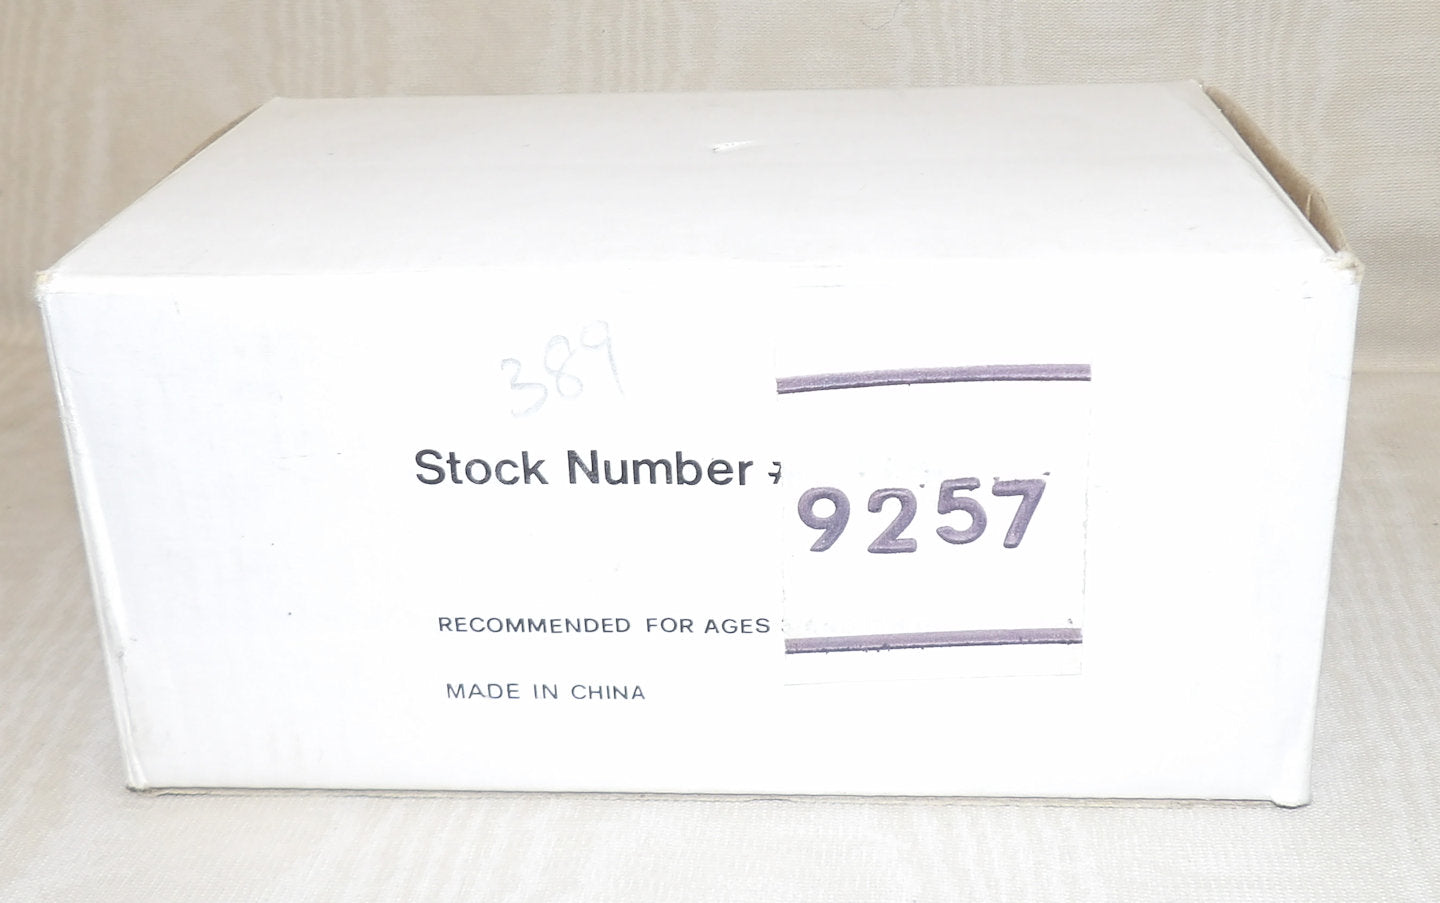 389
Stock Number
9257
RECOMMENDED FOR AGES
MADE IN CHINA